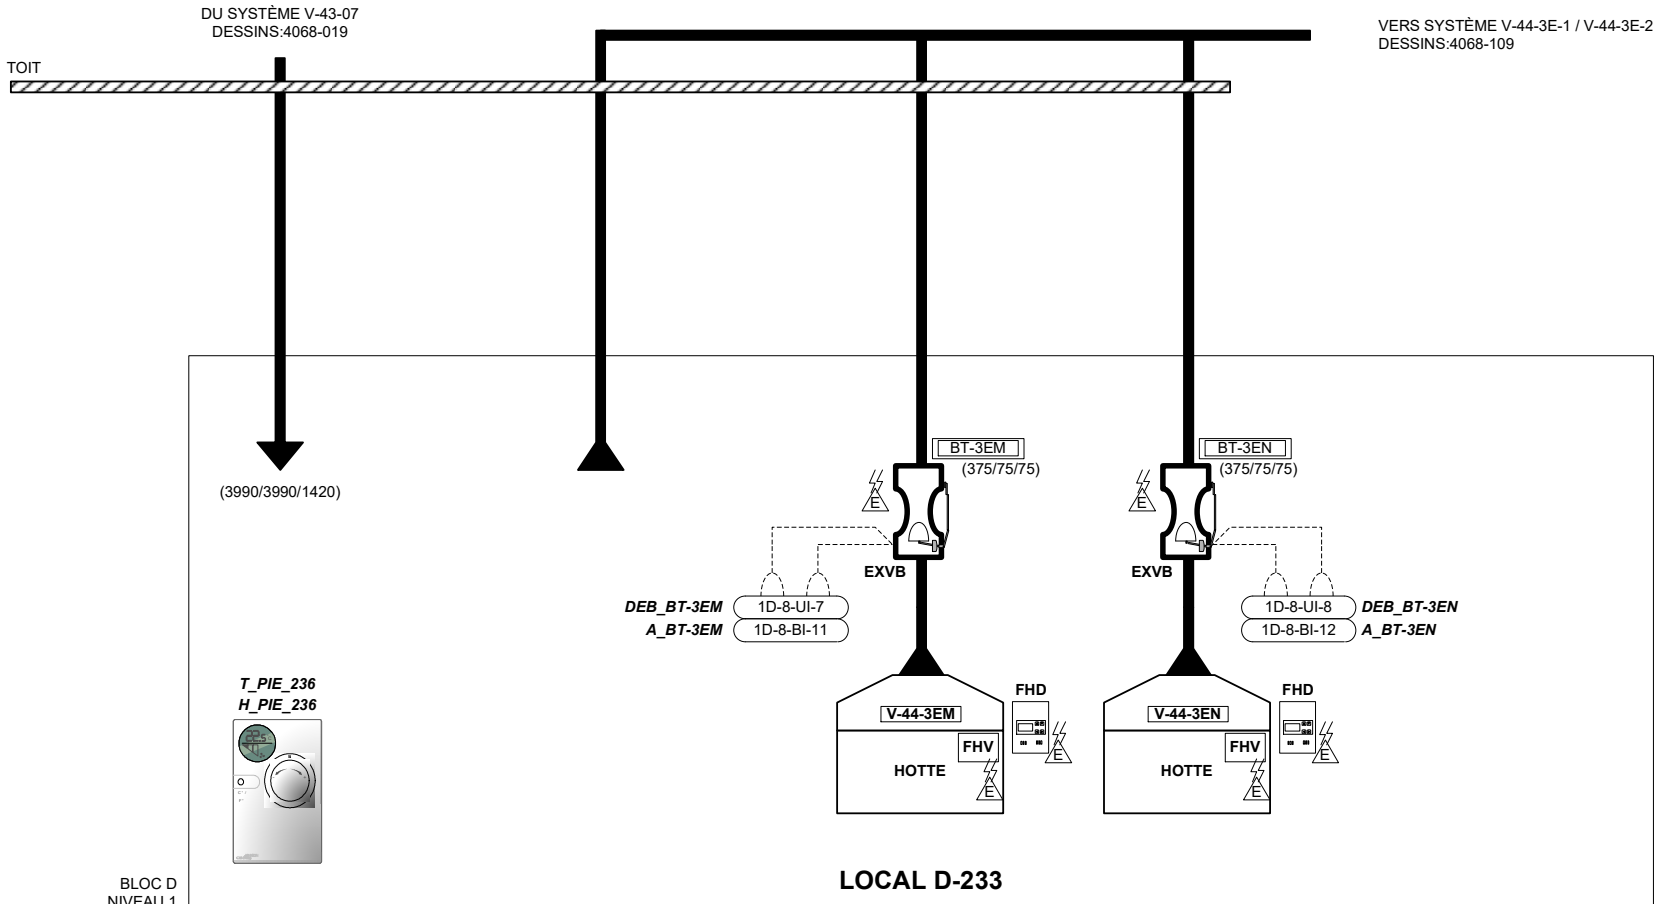 DU SYSTÈME V-43-07
DESSINS:4068-019
VERS SYSTÈME V-44-3E-1 / V-44-3E-2
DESSINS:4068-109
TOIT
(3990/3990/1420)
BT-3EM
(375/75/75)
E
EXVB
BT-3EN
(375/75/75)
E
EXVB
DEB_BT-3EM 1D-8-UI-7
A_BT-3EM 1D-8-BI-11
1D-8-UI-8 DEB_BT-3EN
1D-8-BI-12 A_BT-3EN
T_PIE_236
H_PIE_236
22.5
V-44-3EM
FHD
FHV
HOTTE
E
E
V-44-3EN
FHD
FHV
HOTTE
E
E
LOCAL D-233
BLOC D
NIVEAU 1